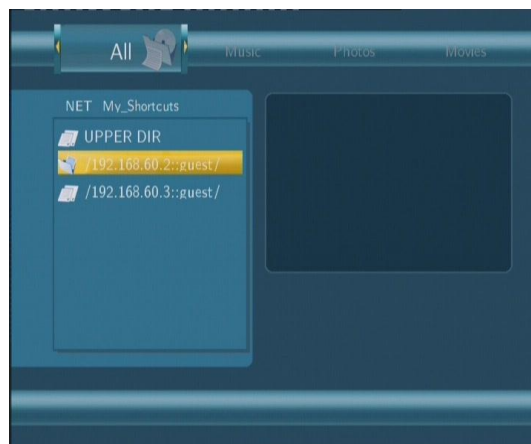 All Music Photos Movies
NET My_Shortcuts
UPPER DIR
/192.168.60.2::guest/
/192.168.60.3::guest/